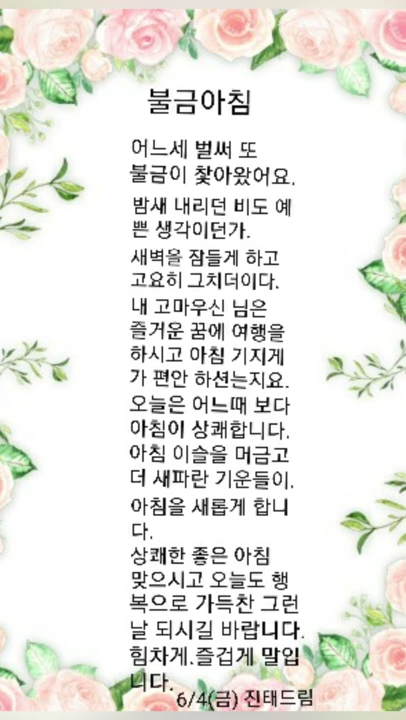 불금아침
어느세 벌써 또
불금이 찿아왔어요.
밤새 내리던 비도 예
쁜 생각이던가.
새벽을 잠들게 하고
고요히 그치더이다.
내 고마우신 님은
즐거운 꿈에 여행을
하시고 아침 기지게
가 편안 하션는지요.
오늘은 어느때 보다
아침이 상쾌합니다.
아침 이슬을 머금고
더 새파란 기운들이.
아침을 새롭게 합니
다.
상쾌한 좋은 아침
맞으시고 오늘도 행
복으로 가득찬 그런
날 되시길 바랍니다.
힘차게.즐겁게 말입
니다.
6/4(금) 진태드림